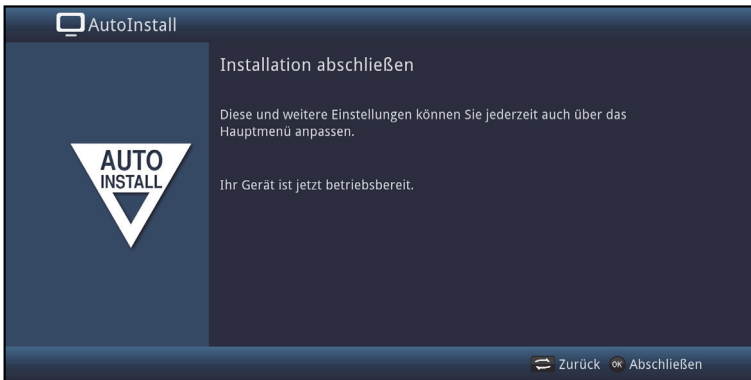 AutoInstall
Installation abschließen
Diese und weitere Einstellungen können Sie jederzeit auch über das
Hauptmenü anpassen.
AUTO
INSTALL
Ihr Gerät ist jetzt betriebsbereit.
Zurück OK Abschließen